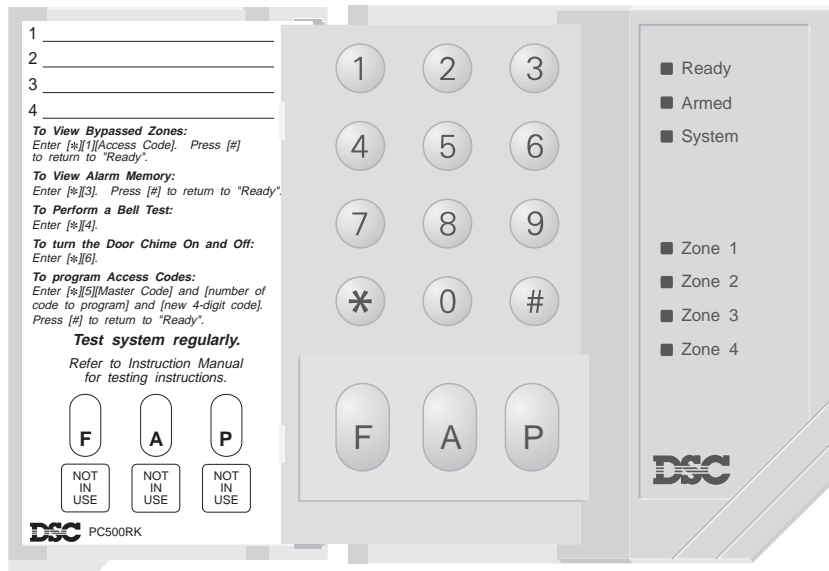 1
2
3
4
To View Bypassed Zones:
Enter [*][1][Access Code]. Press [#]
to return to "Ready".
To View Alarm Memory:
Enter [*][3]. Press [#] to return to "Ready".
To Perform a Bell Test:
Enter [*][4].
To turn the Door Chime On and Off:
Enter [*][6].
To program Access Codes:
Enter [*][5][Master Code] and [number of
code to program] and [new 4-digit code].
Press [#] to return to "Ready".
Test system regularly.
Refer to Instruction Manual
for testing instructions.
F A P
NOT IN USE
NOT IN USE
NOT IN USE
DSC PC500RK
1 2 3
4 5 6
7 8 9
* 0 #
F A P
Ready
Armed
System
Zone 1
Zone 2
Zone 3
Zone 4
DSC